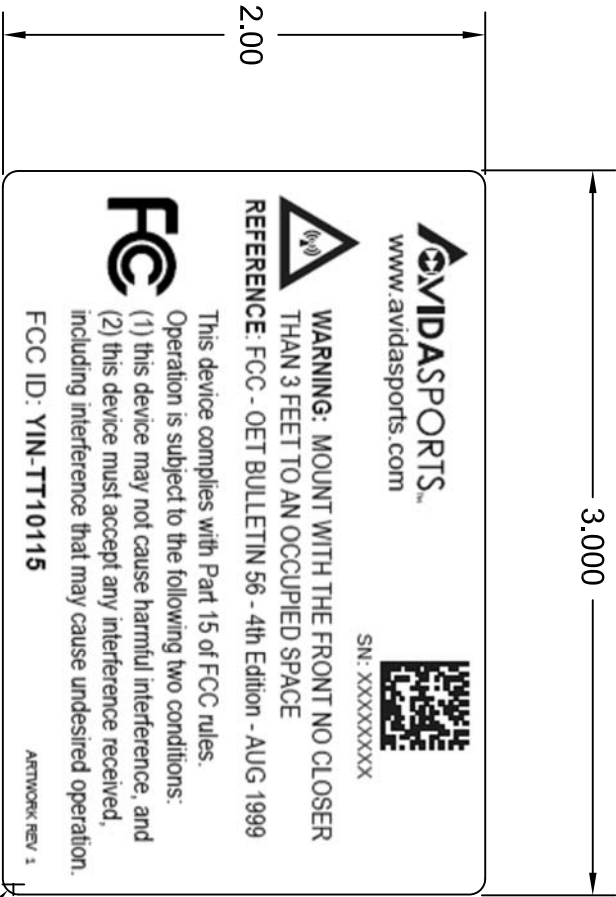 3.000
2.00
AVIDASPORTS™
www.avidasports.com
SN: XXXXXXXX
WARNING: MOUNT WITH THE FRONT NO CLOSER
THAN 3 FEET TO AN OCCUPIED SPACE
REFERENCE: FCC - OET BULLETIN 56 - 4th Edition - AUG 1999
This device complies with Part 15 of FCC rules.
Operation is subject to the following two conditions:
(1) this device may not cause harmful interference, and
(2) this device must accept any interference received,
including interference that may cause undesired operation.
FC
FCC ID: YIN-TT10115
ARTWORK REV 1